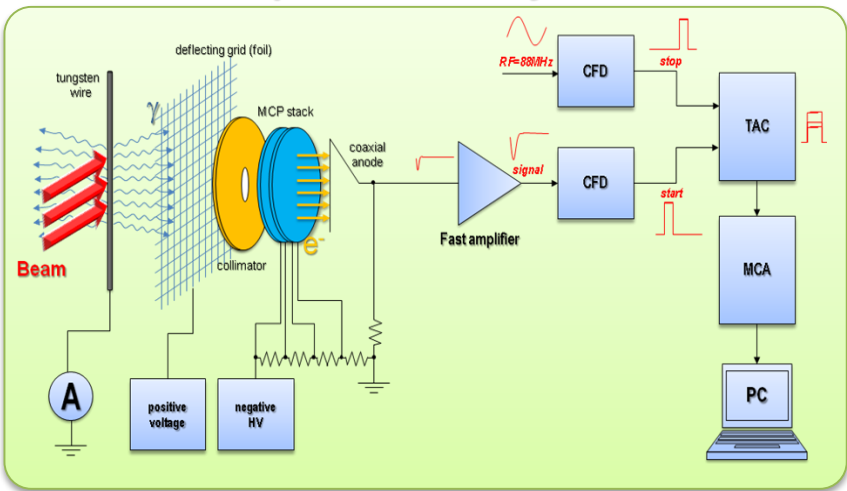 deflecting grid (foil)
tungsten
wire
γ
MCP stack
coaxial
anode
RF=88MHz
CFD
stop
TAC
signal
CFD
start
Fast amplifier
e-
collimator
Beam
MCA
A
positive
voltage
negative
HV
PC